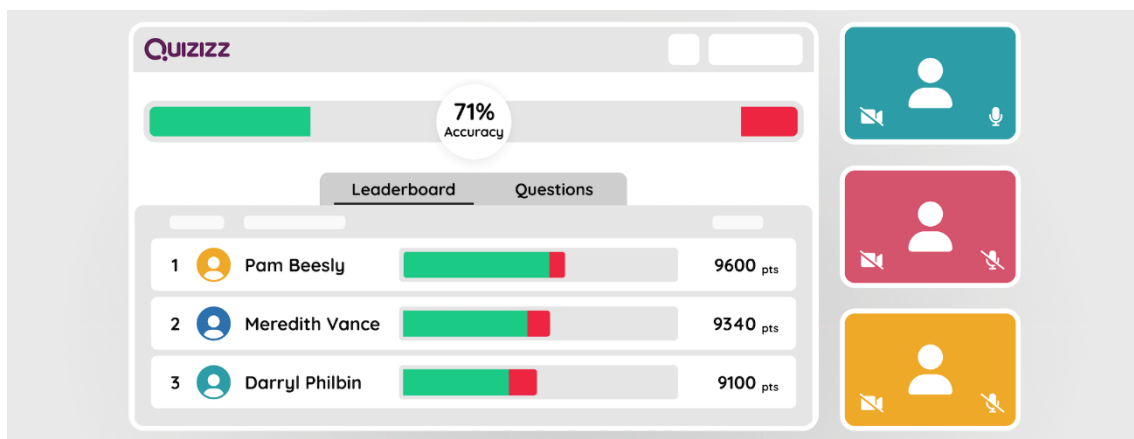 QUIZIZZ
71%
Accuracy
Leaderboard Questions
1 Pam Beesly 9600 pts
2 Meredith Vance 9340 pts
3 Darryl Philbin 9100 pts